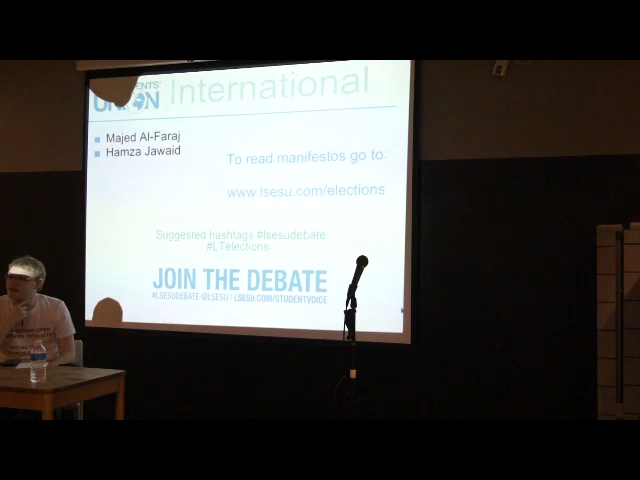 ENTS'
UNION International
Majed Al-Faraj
Hamza Jawaid
To read manifestos go to:
www.lsesu.com/elections
Suggested hashtags #lsesudebate
#LTelections
JOIN THE DEBATE
#LSESUDEBATE @LSESU | LSESU.COM/STUDENTVOICE